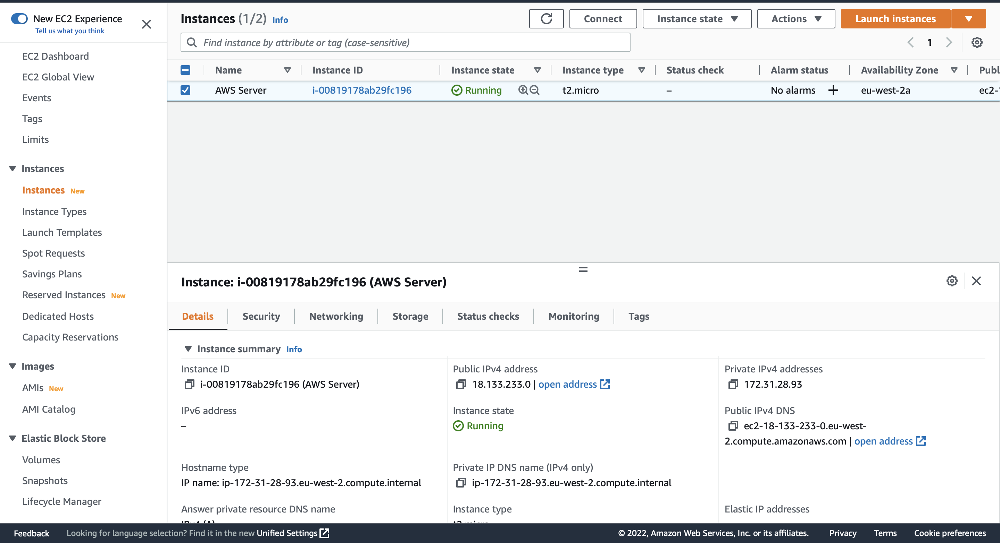 New EC2 Experience
Tell us what you think
EC2 Dashboard
EC2 Global View
Events
Tags
Limits
Instances
Instances New
Instance Types
Launch Templates
Spot Requests
Savings Plans
Reserved Instances New
Dedicated Hosts
Capacity Reservations
Images
AMIs New
AMI Catalog
Elastic Block Store
Volumes
Snapshots
Lifecycle Manager
Instances (1/2) Info
Connect
Instance state
Actions
Launch instances
Find instance by attribute or tag (case-sensitive)
1
Name Instance ID Instance state Instance type Status check Alarm status Availability Zone Publ
AWS Server i-00819178ab29fc196 Running t2.micro – No alarms + eu-west-2a ec2-1
Instance: i-00819178ab29fc196 (AWS Server)
Details Security Networking Storage Status checks Monitoring Tags
Instance summary Info
Instance ID
i-00819178ab29fc196 (AWS Server)
Public IPv4 address
18.133.233.0 | open address
Private IPv4 addresses
172.31.28.93
IPv6 address
–
Instance state
Running
Public IPv4 DNS
ec2-18-133-233-0.eu-west-
2.compute.amazonaws.com | open address
Hostname type
IP name: ip-172-31-28-93.eu-west-2.compute.internal
Private IP DNS name (IPv4 only)
ip-172-31-28-93.eu-west-2.compute.internal
Answer private resource DNS name
IPv4 (A)
Instance type
t2.micro
Elastic IP addresses
Feedback Looking for language selection? Find it in the new Unified Settings © 2022, Amazon Web Services, Inc. or its affiliates. Privacy Terms Cookie preferences